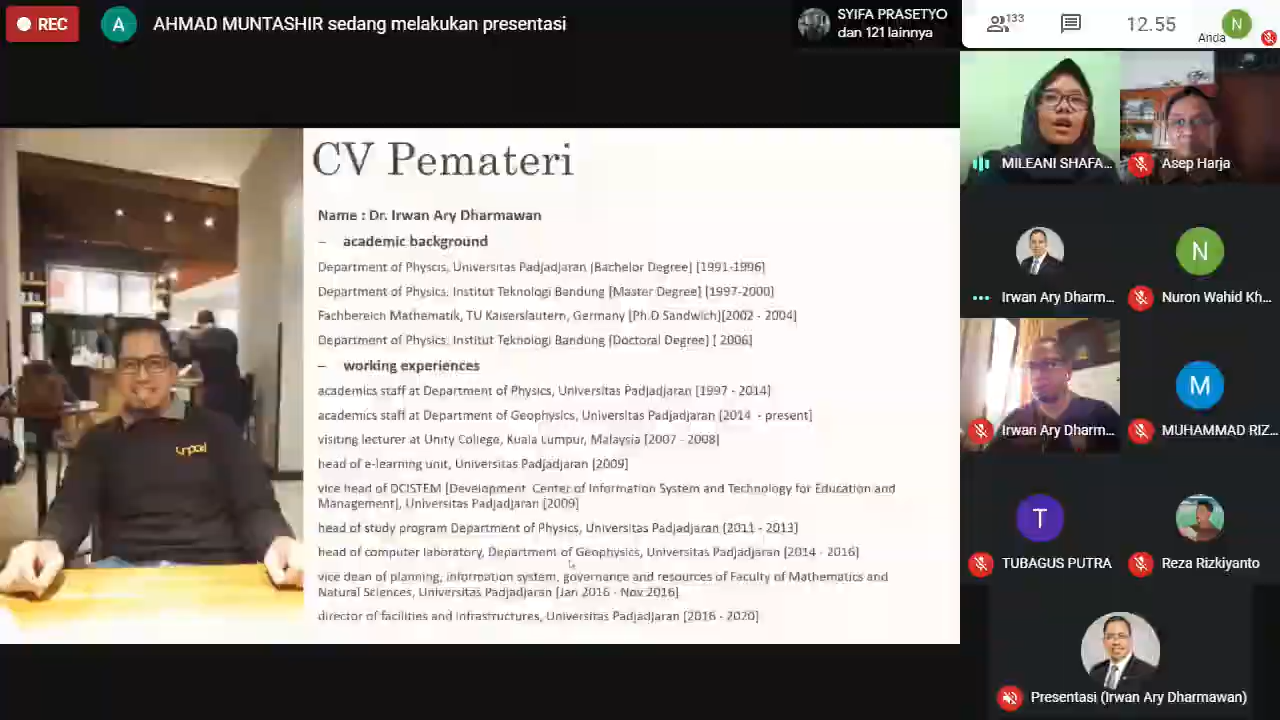 REC
A
AHMAD MUNTASHIR sedang melakukan presentasi
SYIFA PRASETYO
dan 121 lainnya
133
12.55
Anda
N
CV Pemateri
Name : Dr. Irwan Ary Dharmawan
– academic background
Department of Physcis, Universitas Padjadjaran [Bachelor Degree] [1991-1996]
Department of Physics, Institut Teknologi Bandung [Master Degree] [1997-2000]
Fachbereich Mathematik, TU Kaiserslautern, Germany [Ph.D Sandwich][2002 - 2004]
Department of Physics, Institut Teknologi Bandung [Doctoral Degree] [ 2006]
– working experiences
academics staff at Department of Physics, Universitas Padjadjaran [1997 - 2014]
academics staff at Department of Geophysics, Universitas Padjadjaran [2014 - present]
visiting lecturer at Unity College, Kuala Lumpur, Malaysia [2007 - 2008]
head of e-learning unit, Universitas Padjadjaran [2009]
vice head of DCISTEM [Development Center of Information System and Technology for Education and
Management], Universitas Padjadjaran [2009]
head of study program Department of Physics, Universitas Padjadjaran [2011 - 2013]
head of computer laboratory, Department of Geophysics, Universitas Padjadjaran [2014 - 2016]
vice dean of planning, information system, governance and resources of Faculty of Mathematics and
Natural Sciences, Universitas Padjadjaran [Jan 2016 - Nov 2016]
director of facilities and infrastructures, Universitas Padjadjaran [2016 - 2020]
unpad
MILEANI SHAFA...
Asep Harja
Irwan Ary Dharm...
N
Nuron Wahid Kh...
Irwan Ary Dharm...
M
MUHAMMAD RIZ...
T
TUBAGUS PUTRA
Reza Rizkiyanto
Presentasi (Irwan Ary Dharmawan)